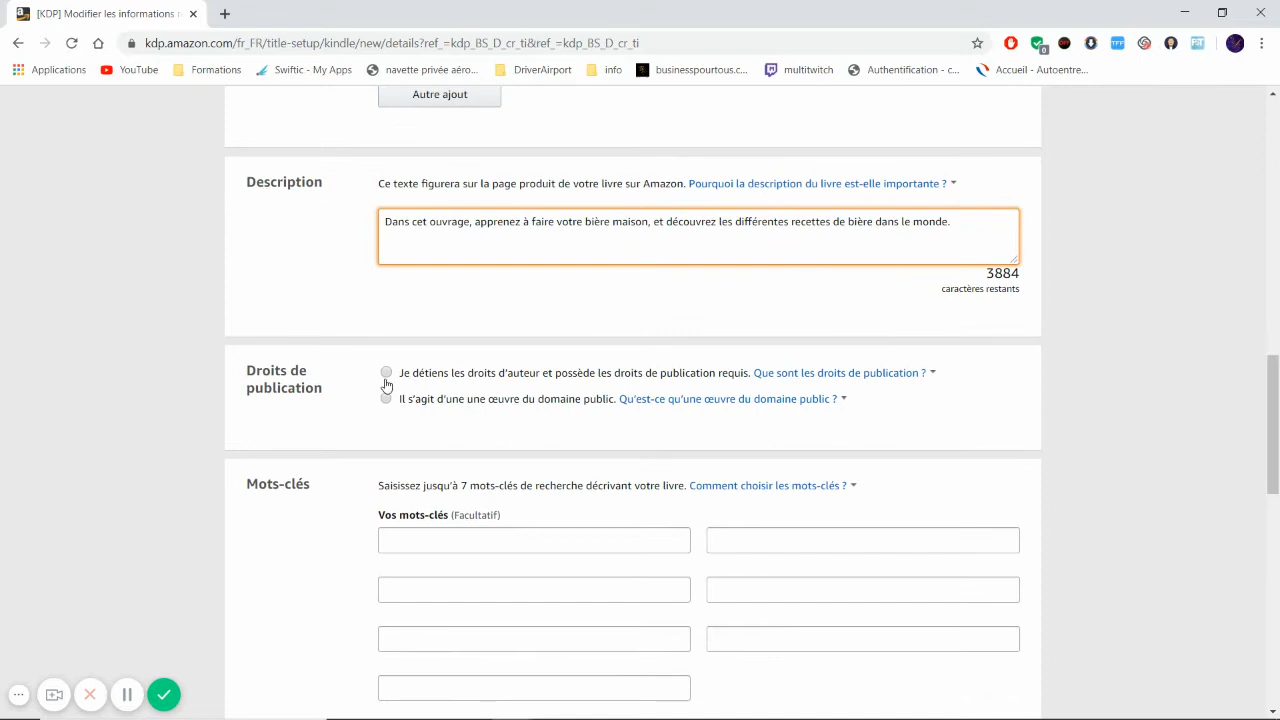 [KDP] Modifier les informations r
kdp.amazon.com/fr_FR/title-setup/kindle/new/details?ref_=kdp_BS_D_cr_ti&ref_=kdp_BS_D_cr_ti
OFF
TFF
0
Applications
YouTube
Formations
Swiftic - My Apps
navette privée «aéro...
DriveAirport
info
businesspourtous.c...
multitwitch
Authentification - c...
Accueil - Autoentre...
Autre ajout
Description
Ce texte figurera sur la page produit de votre livre sur Amazon. Pourquoi la description du livre est-elle importante ?
Dans cet ouvrage, apprenez à faire votre bière maison, et découvrez les différentes recettes de bière dans le monde.
3884
caractères restants
Droits de
publication
Je détiens les droits d'auteur et possède les droits de publication requis. Que sont les droits de publication ?
Il s'agit d'une une œuvre du domaine public. Qu'est-ce qu'une œuvre du domaine public ?
Mots-clés
Saisissez jusqu'à 7 mots-clés de recherche décrivant votre livre. Comment choisir les mots-clés ?
Vos mots-clés (Facultatif)